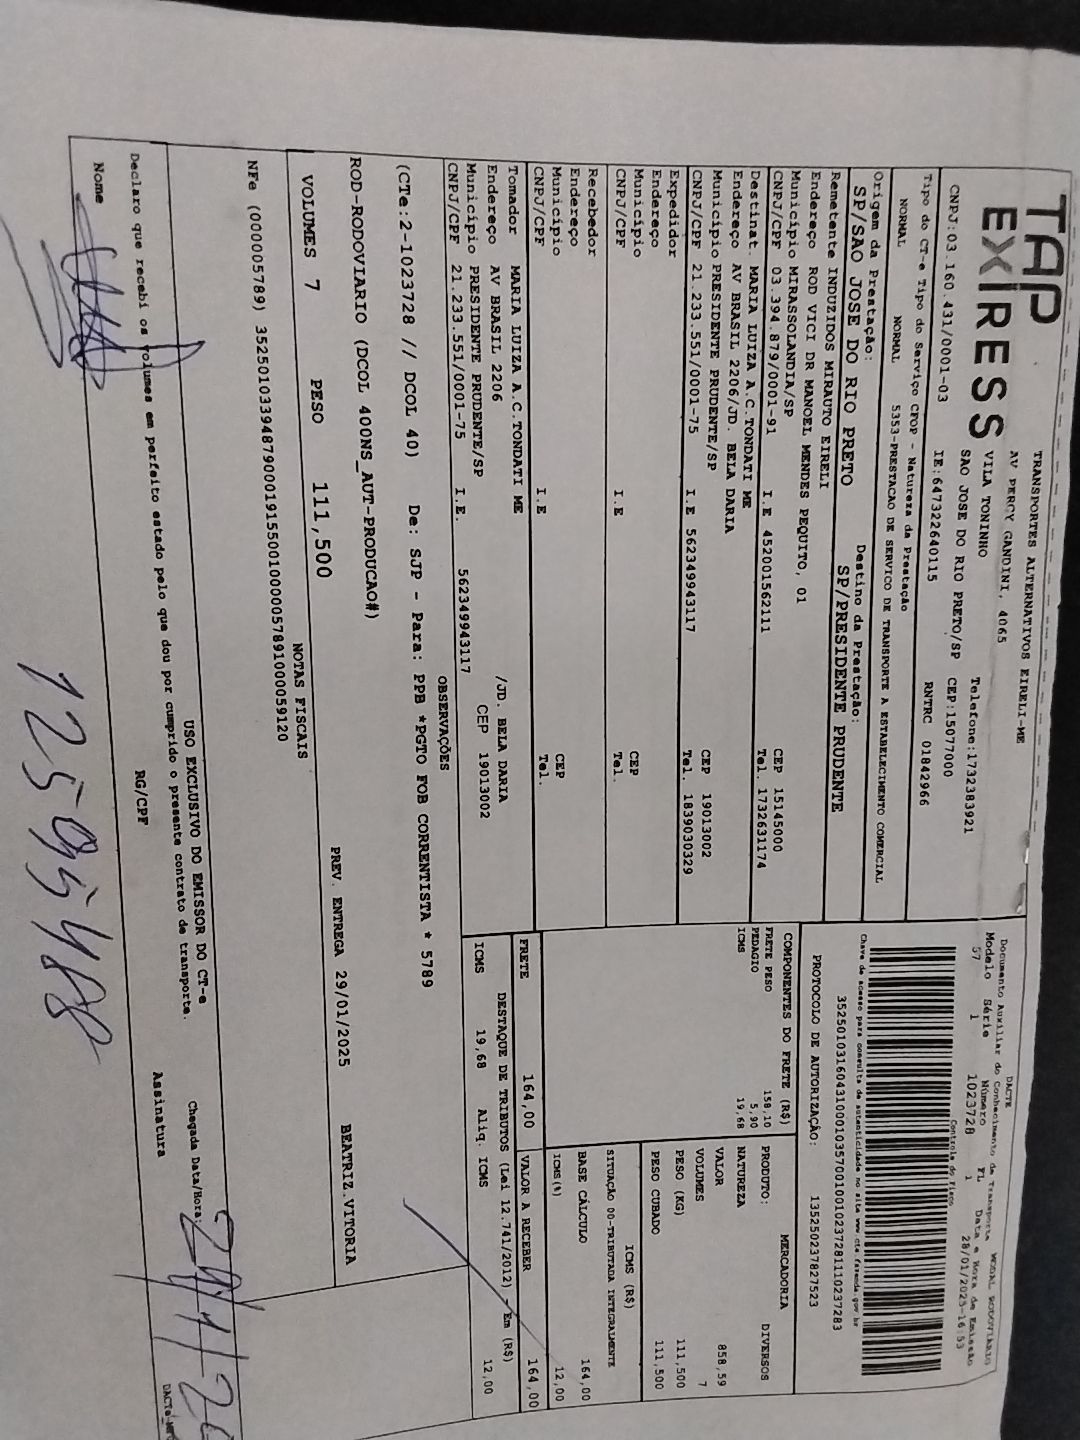 TAP
EXPRESS
TRANSPORTES ALTERNATIVOS EIRELI-ME
AV PERCY GANDINI, 4065
VILA TONINHO
Telefone:1732383921
SAO JOSE DO RIO PRETO/SP CEP:15077000
CNPJ:03.160.431/0001-03 IE:647322640115 RNTRC 01842966
DACTE
Documento Auxiliar do Conhecimento de Transporte MODAL RODOVIARIO
Modelo Série Número FL Data e Hora de Emissão
57 1 1023728 1 28/01/2025-16:53
Controle do Fisco
Tipo do CT-e Tipo do Serviço CFOP - Natureza da Prestação
NORMAL NORMAL 5353-PRESTACAO DE SERVICO DE TRANSPORTE A ESTABELECIMENTO COMERCIAL
Chave de acesso para consulta de autenticidade no site www.cte.fazenda.gov.br
Origem da Prestação: Destino da Prestação:
SP/SAO JOSE DO RIO PRETO SP/PRESIDENTE PRUDENTE
PROTOCOLO DE AUTORIZAÇÃO: 135250237827523
Remetente INDUZIDOS MIRAUTO EIRELI
Endereço ROD VICI DR MANOEL MENDES PEQUITO, 01
Município MIRASSOLANDIA/SP CEP 15145000
CNPJ/CPF 03.394.879/0001-91 I.E 452001562111 Tel. 1732631174
Destinat. MARIA LUIZA A.C.TONDATI ME
Endereço AV BRASIL 2206/JD. BELA DARIA
Município PRESIDENTE PRUDENTE/SP CEP 19013002
CNPJ/CPF 21.233.551/0001-75 I.E 562349943117 Tel. 1839030329
Expedidor
Endereço
Município CEP
CNPJ/CPF I.E Tel.
Recebedor
Endereço
Município CEP
CNPJ/CPF I.E Tel.
Tomador MARIA LUIZA A.C.TONDATI ME
Endereço AV BRASIL 2206 /JD. BELA DARIA
Município PRESIDENTE PRUDENTE/SP CEP 19013002
CNPJ/CPF 21.233.551/0001-75 I.E. 562349943117
COMPONENTES DO FRETE (R$)
FRETE PESO 158,10
PEDAGIO 5,90
ICMS 19,68
PRODUTO: MERCADORIA
NATUREZA DIVERSOS
VALOR 858,59
VOLUMES 7
PESO (KG) 111,500
PESO CUBADO 111,500
ICMS (R$)
SITUAÇÃO 00-TRIBUTADA INTEGRALMENTE
BASE CÁLCULO 164,00
ICMS(%) 12,00
FRETE 164,00 VALOR A RECEBER 164,00
DESTAQUE DE TRIBUTOS (Lei 12.741/2012) - Em (R$)
ICMS 19,68 Aliq. ICMS 12,00
OBSERVAÇÕES
(CTe:2-1023728 // DCOL 40) De: SJP - Para: PPB *PGTO FOB CORRENTISTA * 5789
ROD-RODOVIARIO (DCOL 400NS_AUT-PRODUCAO#)
VOLUMES 7 PESO 111,500 PREV. ENTREGA 29/01/2025 BEATRIZ.VITORIA
NOTAS FISCAIS
NFe (000005789) 35250103394879000191550010000057891000059120
USO EXCLUSIVO DO EMISSOR DO CT-e
Declaro que recebi os volumes em perfeito estado pelo que dou por cumprido o presente contrato de transporte.
Chegada Data/Hora:
Nome RG/CPF Assinatura